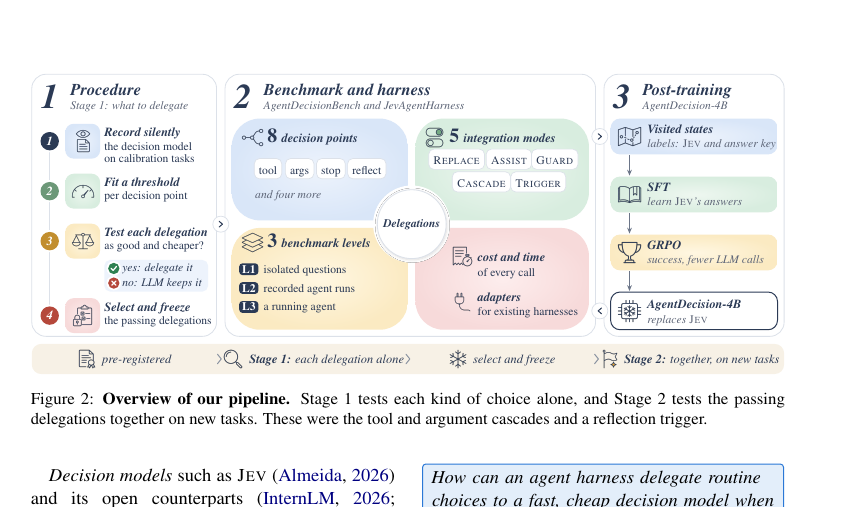 1 Procedure
Stage 1: what to delegate
1 Record silently
the decision model
on calibration tasks
2 Fit a threshold
per decision point
3 Test each delegation
as good and cheaper?
yes: delegate it
no: LLM keeps it
4 Select and freeze
the passing delegations
2 Benchmark and harness
AgentDecisionBench and JevAgentHarness
8 decision points
tool args stop reflect
and four more
5 integration modes
REPLACE ASSIST GUARD
CASCADE TRIGGER
Delegations
3 benchmark levels
L1 isolated questions
L2 recorded agent runs
L3 a running agent
cost and time
of every call
adapters
for existing harnesses
3 Post-training
AgentDecision-4B
Visited states
labels: JEV and answer key
SFT
learn JEV's answers
GRPO
success, fewer LLM calls
AgentDecision-4B
replaces JEV
pre-registered Stage 1: each delegation alone select and freeze Stage 2: together, on new tasks
Figure 2: Overview of our pipeline. Stage 1 tests each kind of choice alone, and Stage 2 tests the passing
delegations together on new tasks. These were the tool and argument cascades and a reflection trigger.
Decision models such as JEV (Almeida, 2026)
and its open counterparts (InternLM, 2026;
How can an agent harness delegate routine
choices to a fast, cheap decision model when